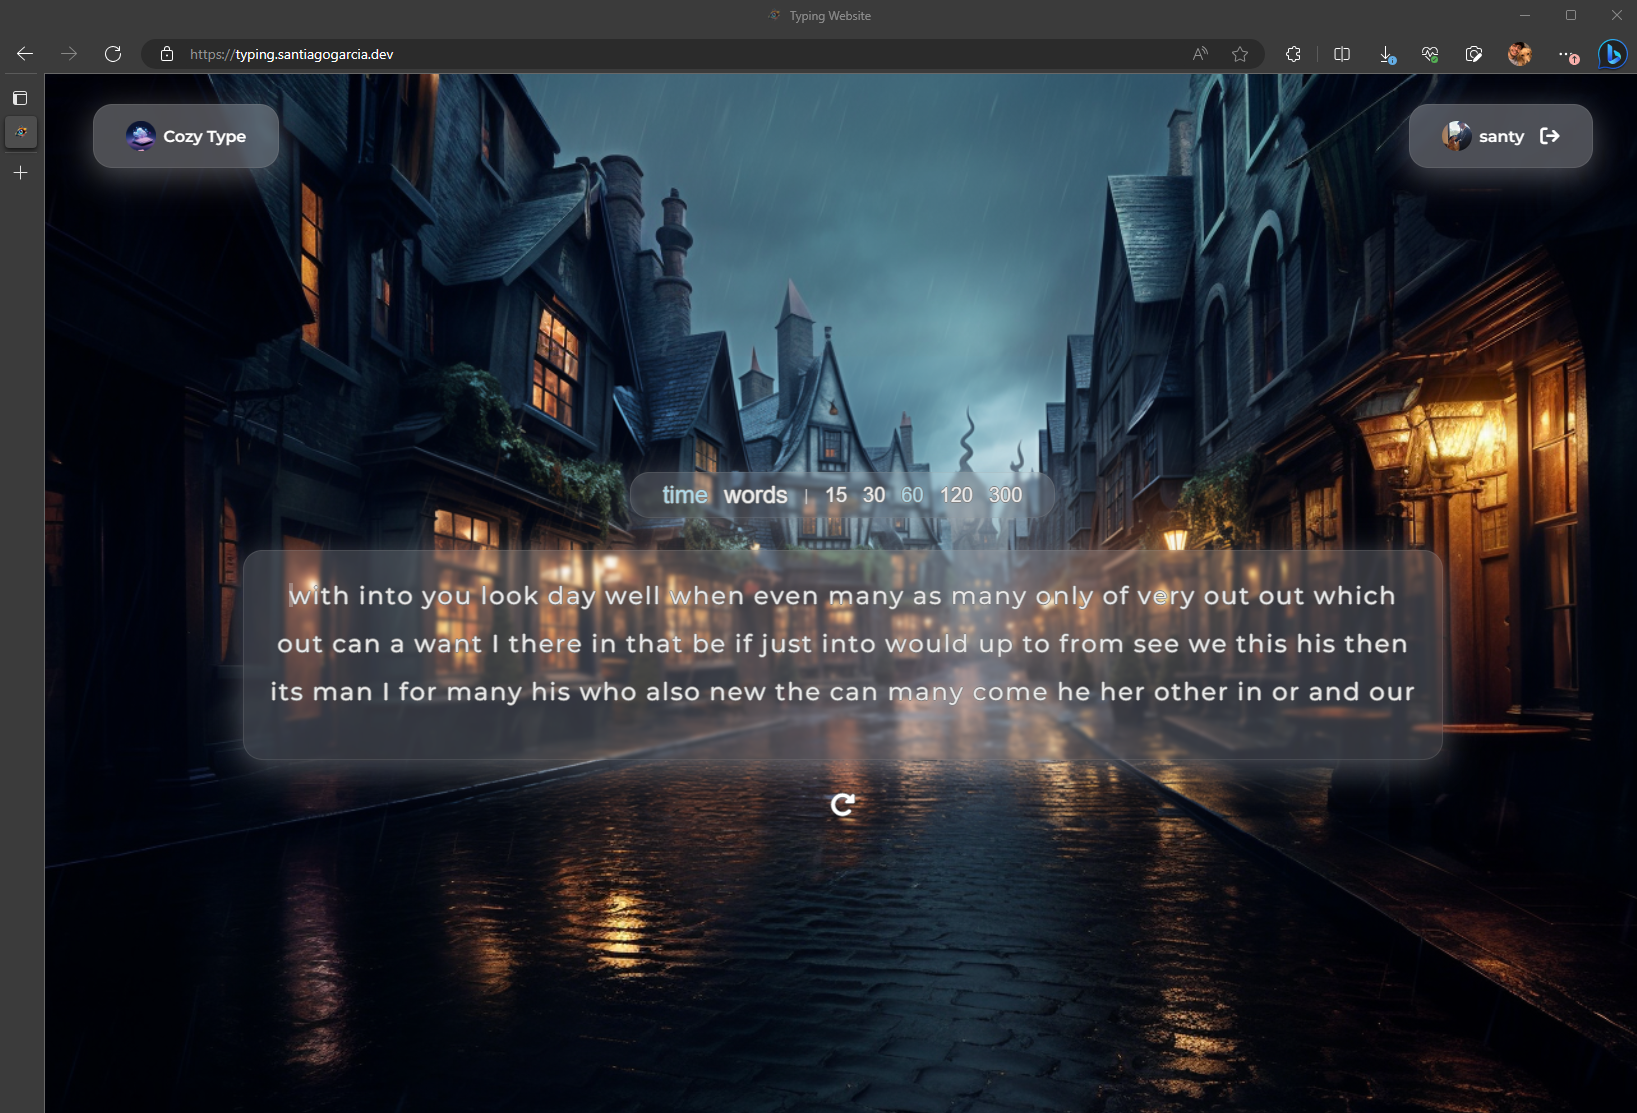 Typing Website
https://typing.santiagogarcia.dev
Cozy Type
santy
time words | 15 30 60 120 300
with into you look day well when even many as many only of very out out which
out can a want I there in that be if just into would up to from see we this his then
its man I for many his who also new the can many come he her other in or and our